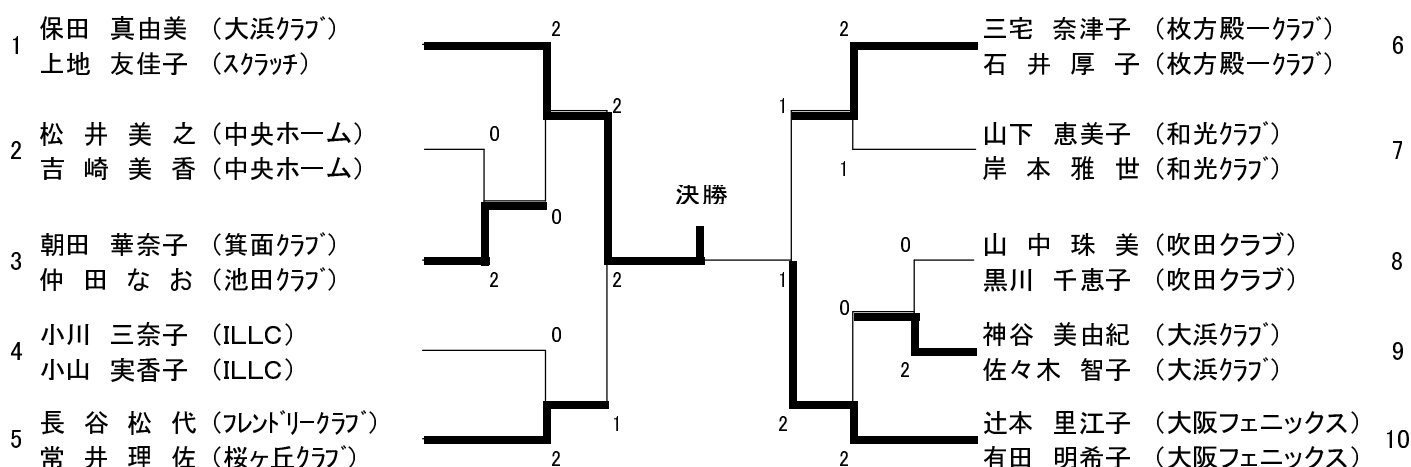 1 保田 真由美 (大浜ｸﾗﾌﾞ)
上地 友佳子 (ｽｸﾗｯﾁ)
2
2 松井美之 (中央ホーム)
吉崎美香 (中央ホーム)
0
3 朝田 華奈子 (箕面ｸﾗﾌﾞ)
仲田なお (池田ｸﾗﾌﾞ)
2
0
2
4 小川 三奈子 (ILLC)
小山 実香子 (ILLC)
0
5 長谷松代 (ﾌﾚﾝﾄﾞﾘｰｸﾗﾌﾞ)
常井理佐 (桜ヶ丘ｸﾗﾌﾞ)
2
1
2
決勝
1
三宅 奈津子 (枚方殿一ｸﾗﾌﾞ) 6
石井厚子 (枚方殿一ｸﾗﾌﾞ)
2
山下 恵美子 (和光ｸﾗﾌﾞ) 7
岸本雅世 (和光ｸﾗﾌﾞ)
1
1
山中珠美 (吹田クラブ) 8
黒川 千恵子 (吹田クラブ)
0
神谷 美由紀 (大浜ｸﾗﾌﾞ) 9
佐々木 智子 (大浜ｸﾗﾌﾞ)
2
0
辻本 里江子 (大阪フェニックス) 10
有田 明希子 (大阪フェニックス)
2
2